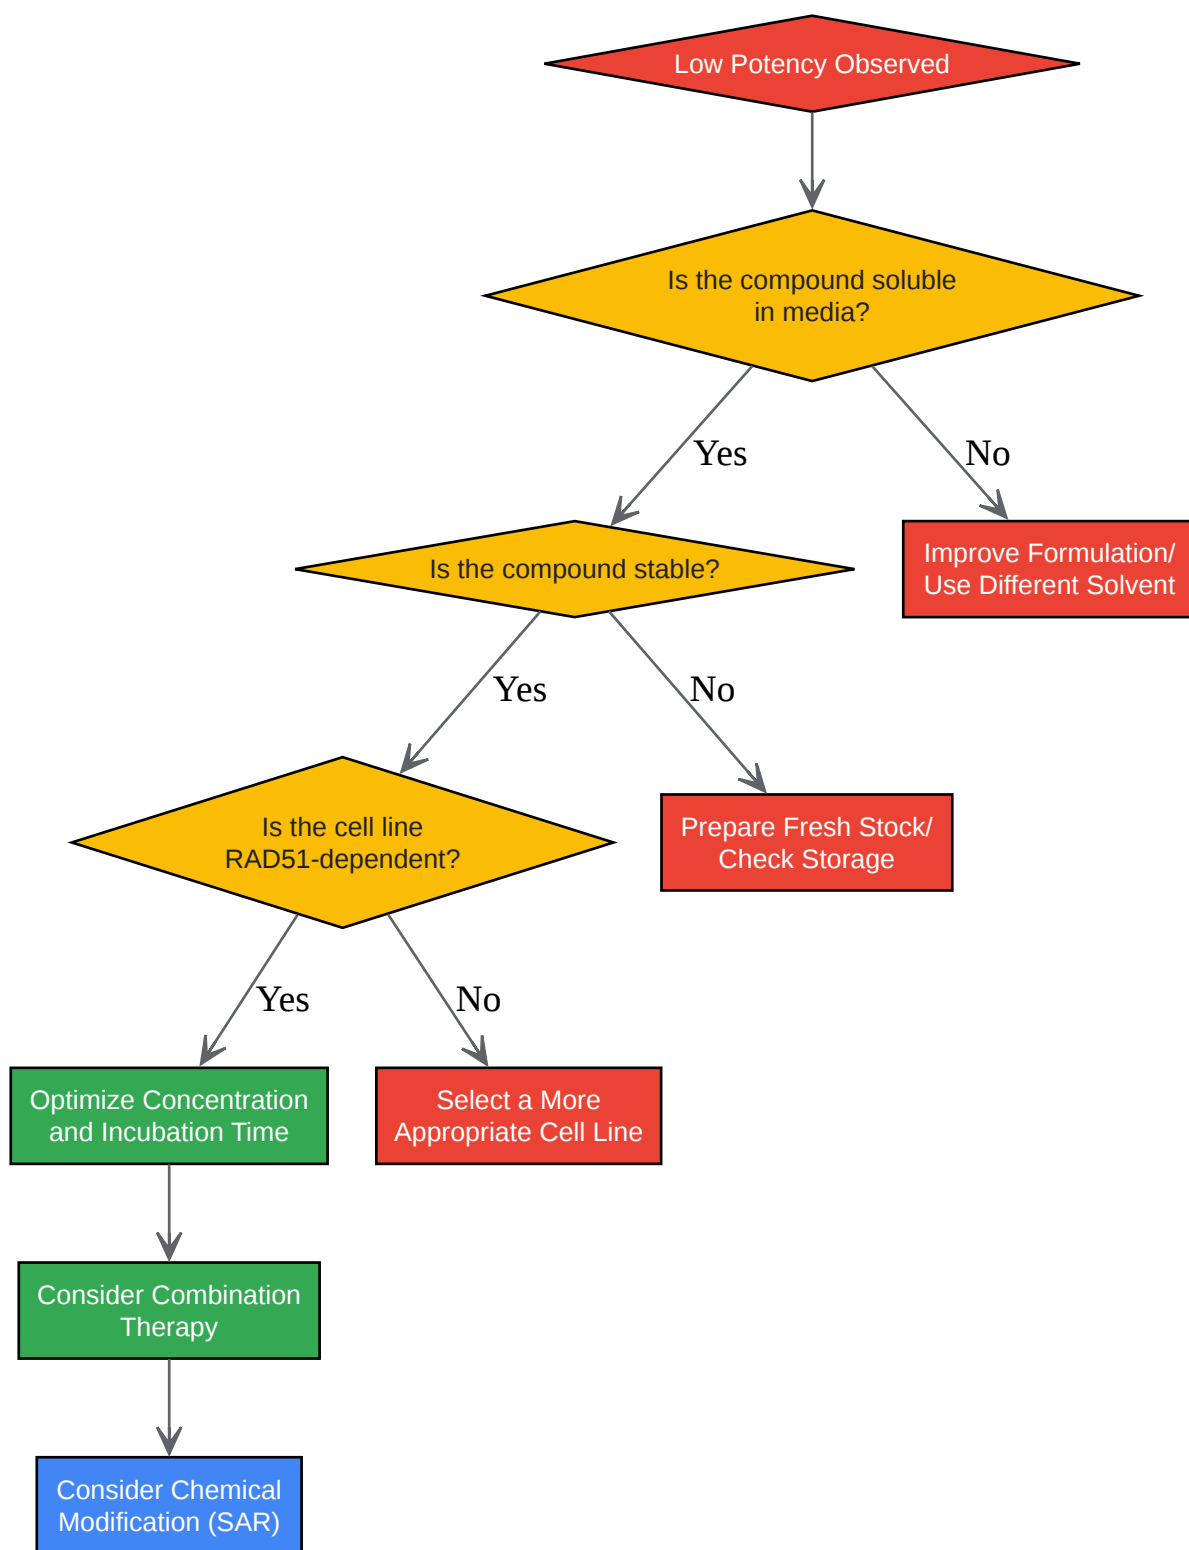 Low Potency Observed
Is the compound soluble
in media?
Yes
No
Is the compound stable?
Improve Formulation/
Use Different Solvent
Yes
No
Is the cell line
RAD51-dependent?
Prepare Fresh Stock/
Check Storage
Yes
No
Optimize Concentration
and Incubation Time
Select a More
Appropriate Cell Line
Consider Combination
Therapy
Consider Chemical
Modification (SAR)